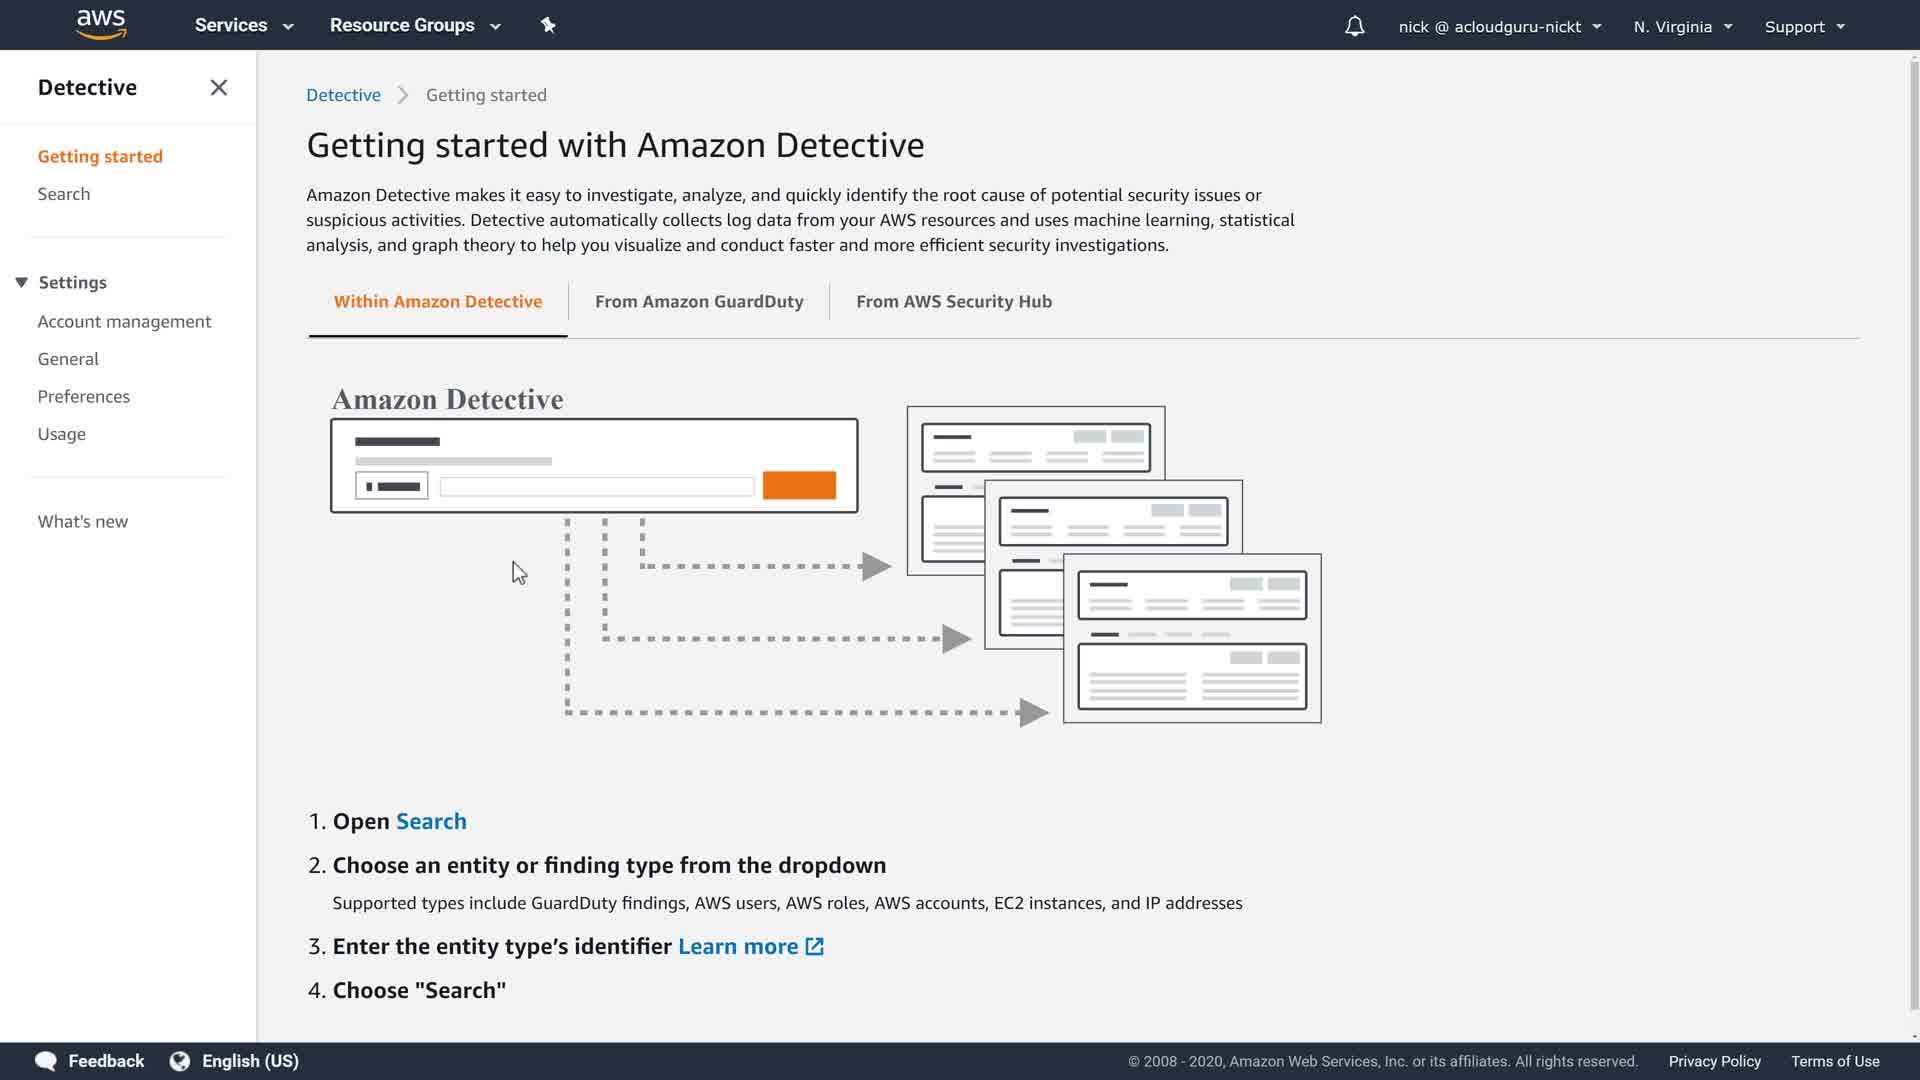 aws
Services
Resource Groups
nick @ acloudguru-nickt
N. Virginia
Support
Detective
Getting started
Search
Settings
Account management
General
Preferences
Usage
What's new
Detective
Getting started
Getting started with Amazon Detective
Amazon Detective makes it easy to investigate, analyze, and quickly identify the root cause of potential security issues or
suspicious activities. Detective automatically collects log data from your AWS resources and uses machine learning, statistical
analysis, and graph theory to help you visualize and conduct faster and more efficient security investigations.
Within Amazon Detective
From Amazon GuardDuty
From AWS Security Hub
Amazon Detective
1. Open Search
2. Choose an entity or finding type from the dropdown
Supported types include GuardDuty findings, AWS users, AWS roles, AWS accounts, EC2 instances, and IP addresses
3. Enter the entity type’s identifier Learn more
4. Choose "Search"
Feedback
English (US)
© 2008 - 2020, Amazon Web Services, Inc. or its affiliates. All rights reserved.
Privacy Policy
Terms of Use